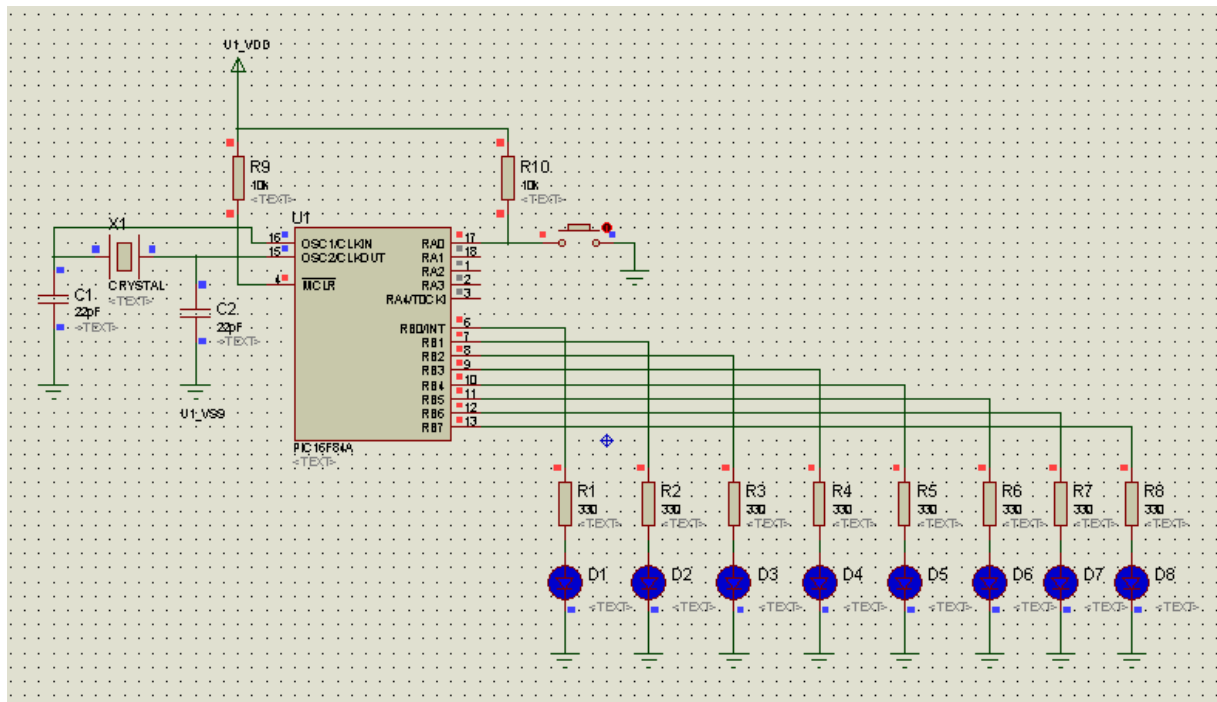 U1_VDD
R9
10k
<TEXT>
R10
10k
<TEXT>
X1
CRYSTAL
<TEXT>
C1
22pF
<TEXT>
C2
22pF
<TEXT>
U1_VSS
U1
16 OSC1/CLKIN RA0 17
15 OSC2/CLKOUT RA1 18
RA2 1
4 MCLR RA3 2
RA4/T0CKI 3
RB0/INT 6
RB1 7
RB2 8
RB3 9
RB4 10
RB5 11
RB6 12
RB7 13
PIC16F84A
<TEXT>
R1 R2 R3 R4 R5 R6 R7 R8
330 330 330 330 330 330 330 330
<TEXT> <TEXT> <TEXT> <TEXT> <TEXT> <TEXT> <TEXT> <TEXT>
D1 D2 D3 D4 D5 D6 D7 D8
<TEXT> <TEXT> <TEXT> <TEXT> <TEXT> <TEXT> <TEXT> <TEXT>